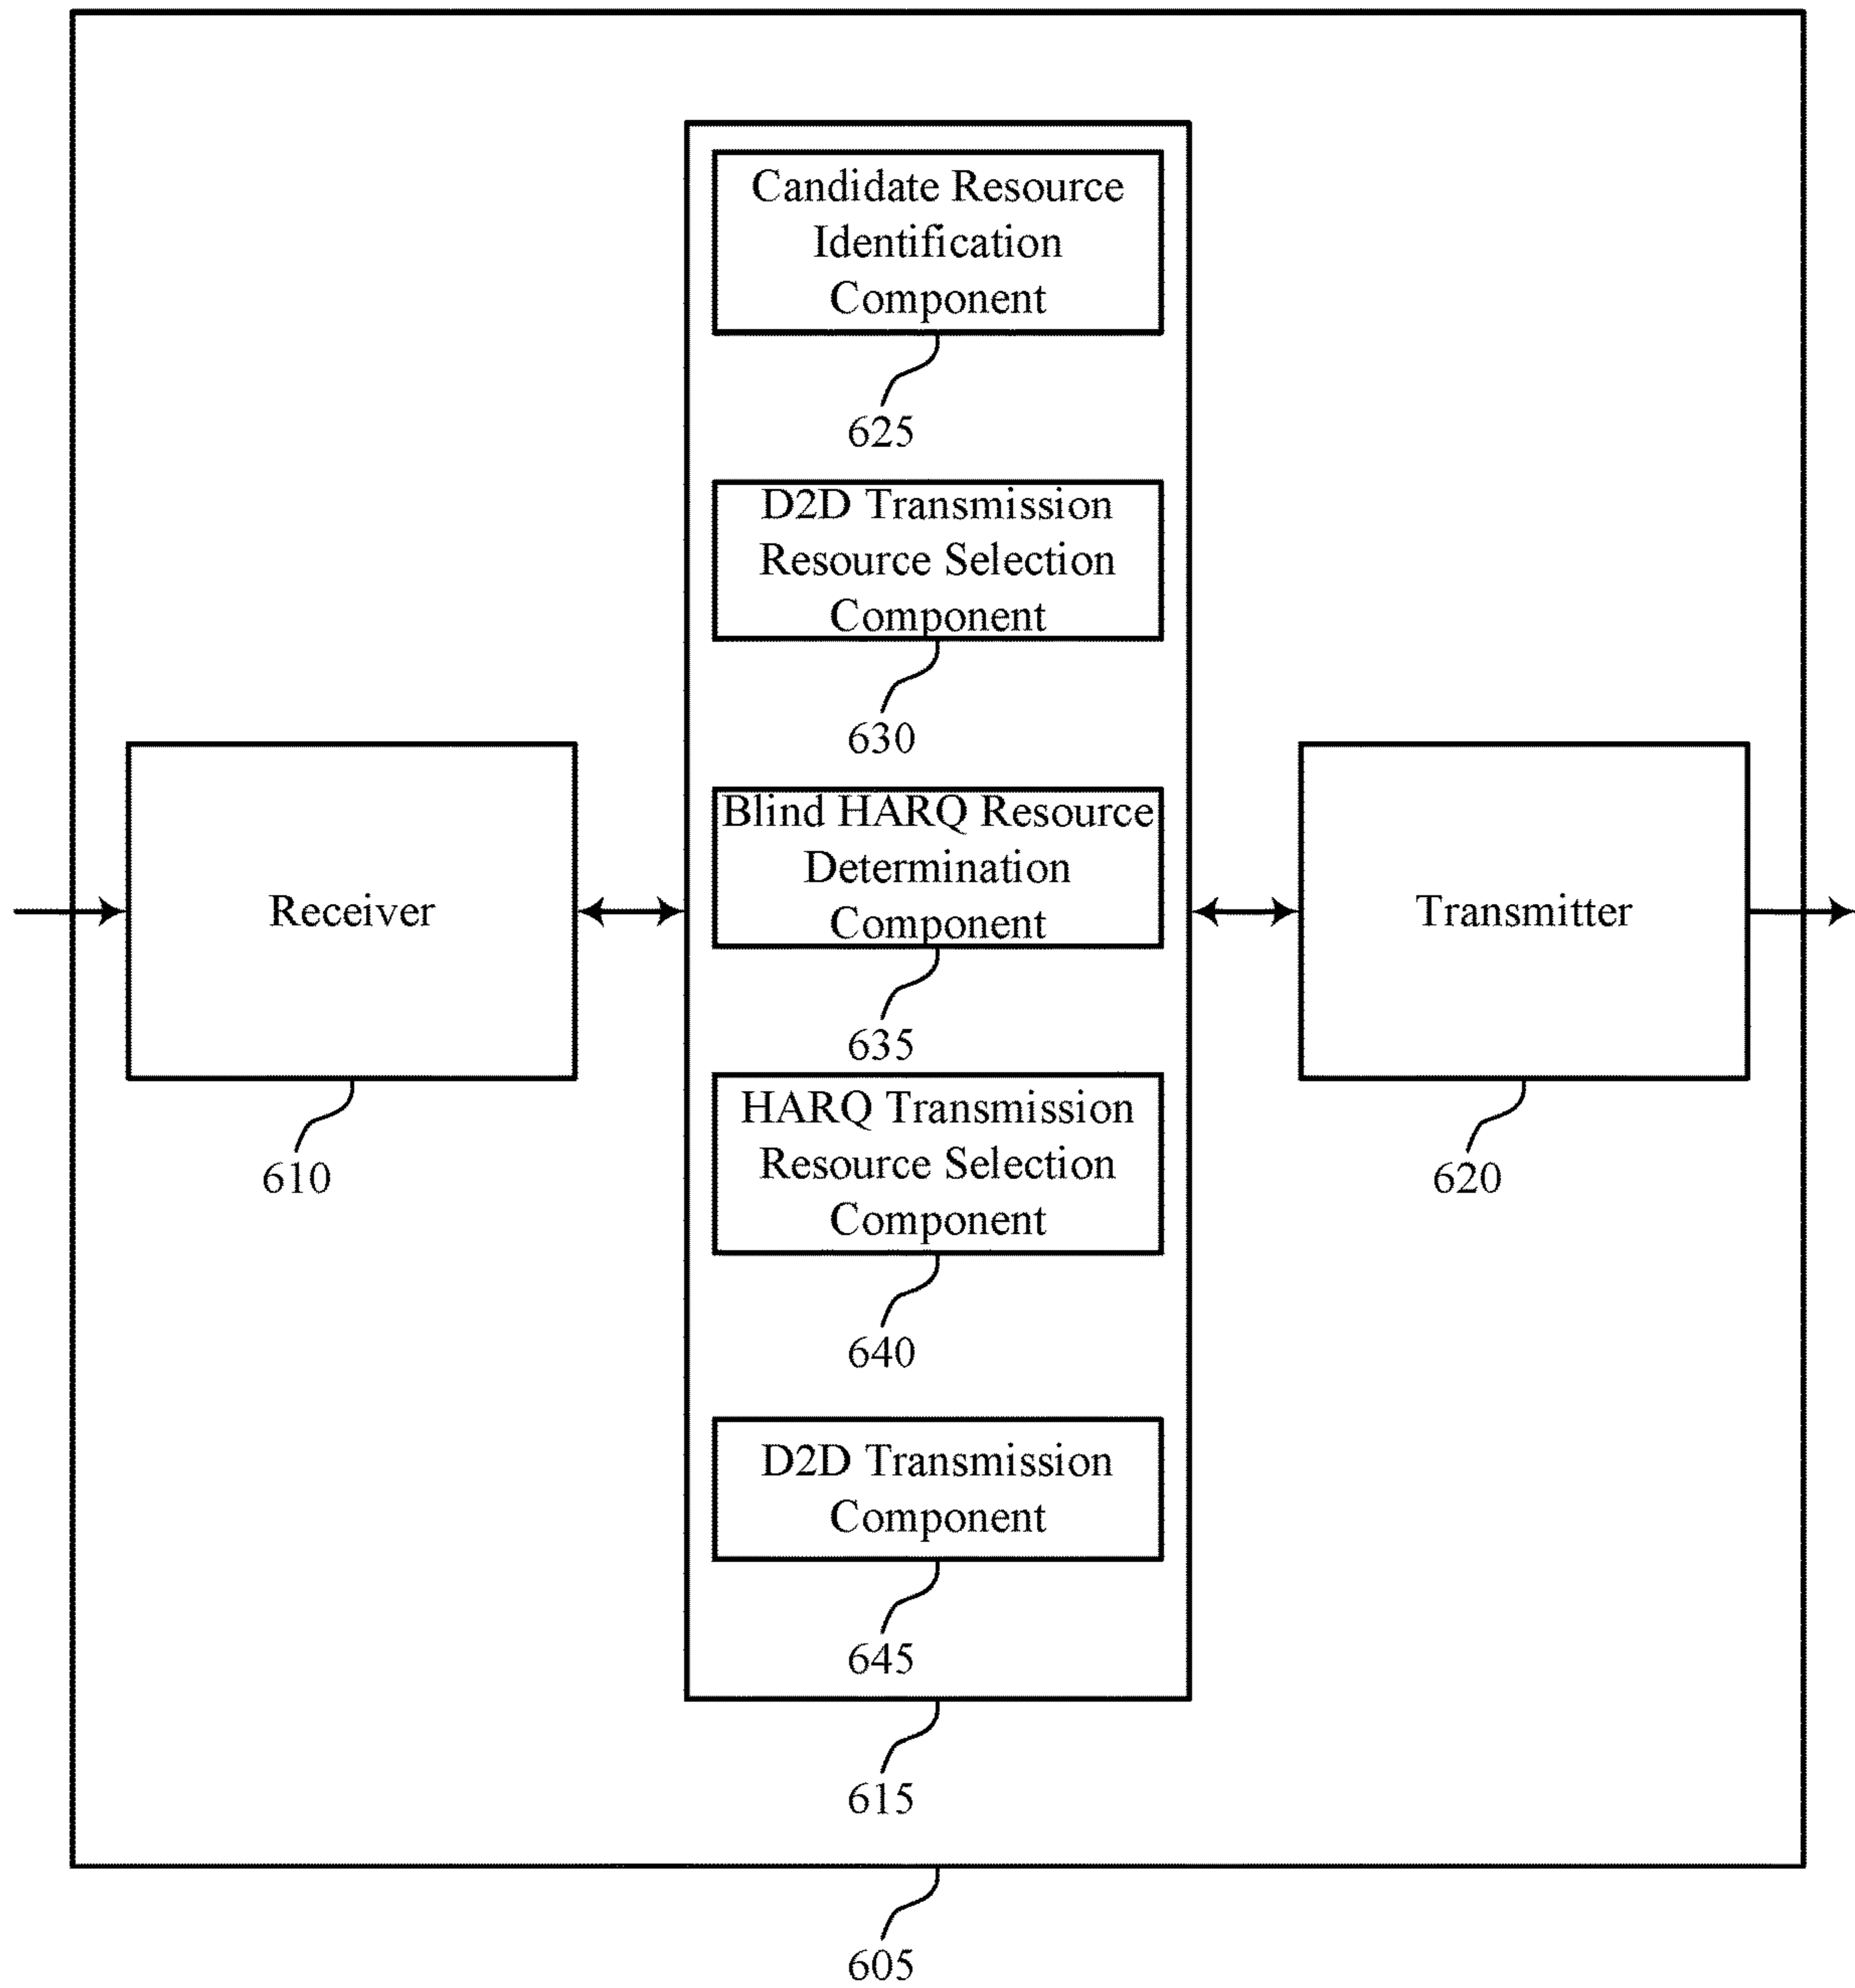 Candidate Resource
Identification
Component
625
D2D Transmission
Resource Selection
Component
630
Blind HARQ Resource
Determination
Component
635
Receiver
610
Transmitter
620
HARQ Transmission
Resource Selection
Component
640
D2D Transmission
Component
645
615
605